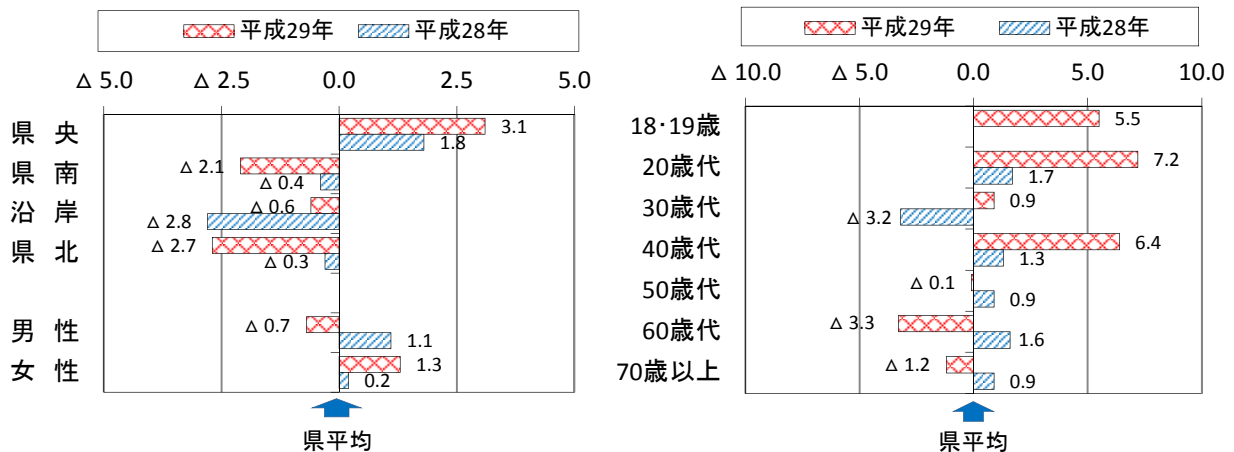 平成29年 平成28年
△ 5.0 △ 2.5 0.0 2.5 5.0
県 央 3.1
1.8
県 南 △ 2.1
△ 0.4
沿 岸 △ 0.6
△ 2.8
県 北 △ 2.7
△ 0.3
男 性 △ 0.7
1.1
女 性 1.3
0.2
県平均
平成29年 平成28年
△ 10.0 △ 5.0 0.0 5.0 10.0
18･19歳 5.5
20歳代 7.2
1.7
30歳代 0.9
△ 3.2
40歳代 6.4
1.3
50歳代 △ 0.1
0.9
60歳代 △ 3.3
1.6
70歳以上 △ 1.2
0.9
県平均